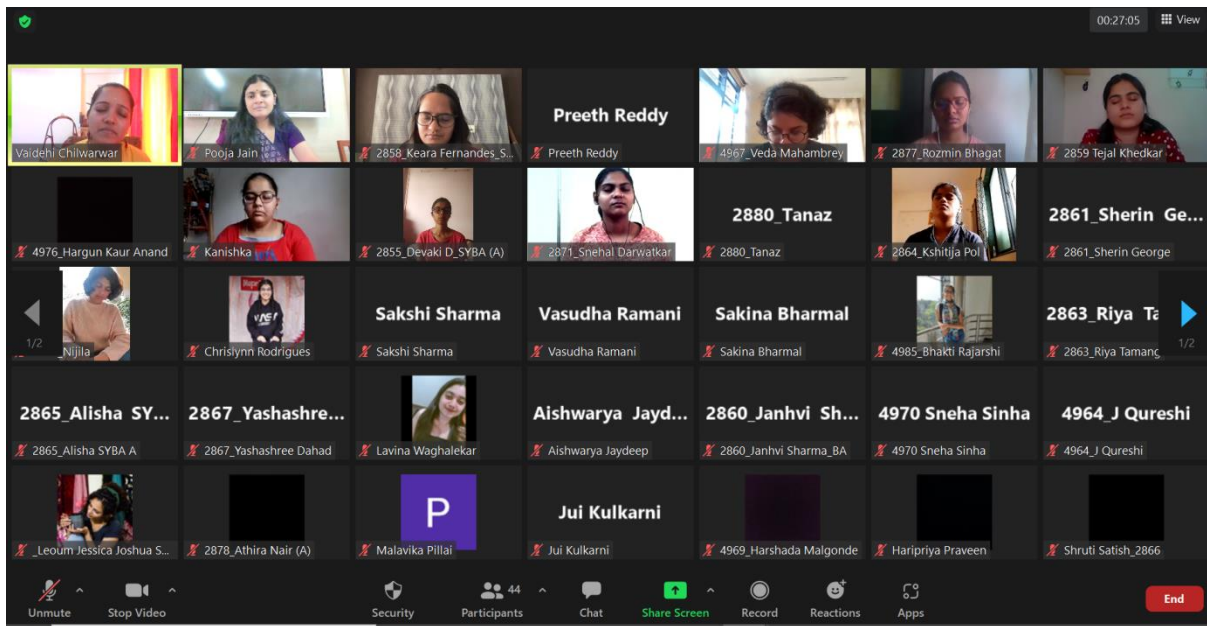 00:27:05 View
Vaidehi Chilwarwar
Pooja Jain
2858_Keara Fernandes_S...
Preeth Reddy
Preeth Reddy
4967_Veda Mahambrey
2877_Rozmin Bhagat
2859 Tejal Khedkar
4976_Hargun Kaur Anand
Kanishka
2855_Devaki D_SYBA (A)
2871_Snehal Darwatkar
2880_Tanaz
2880_Tanaz
2864_Kshitija Pol
2861_Sherin Ge...
2861_Sherin George
1/2
_Nijila
Chrislynn Rodrigues
Sakshi Sharma
Sakshi Sharma
Vasudha Ramani
Vasudha Ramani
Sakina Bharmal
Sakina Bharmal
4985_Bhakti Rajarshi
2863_Riya Ta
2863_Riya Tamang
1/2
2865_Alisha SY...
2865_Alisha SYBA A
2867_Yashashre...
2867_Yashashree Dahad
Lavina Waghalekar
Aishwarya Jayd...
Aishwarya Jaydeep
2860_Janhvi Sh...
2860_Janhvi Sharma_BA
4970 Sneha Sinha
4970 Sneha Sinha
4964_J Qureshi
4964_J Qureshi
_Leoum Jessica Joshua S...
2878_Athira Nair (A)
P
Malavika Pillai
Jui Kulkarni
Jui Kulkarni
4969_Harshada Malgonde
Haripriya Praveen
Shruti Satish_2866
Unmute
Stop Video
Security
44
Participants
Chat
Share Screen
Record
Reactions
Apps
End